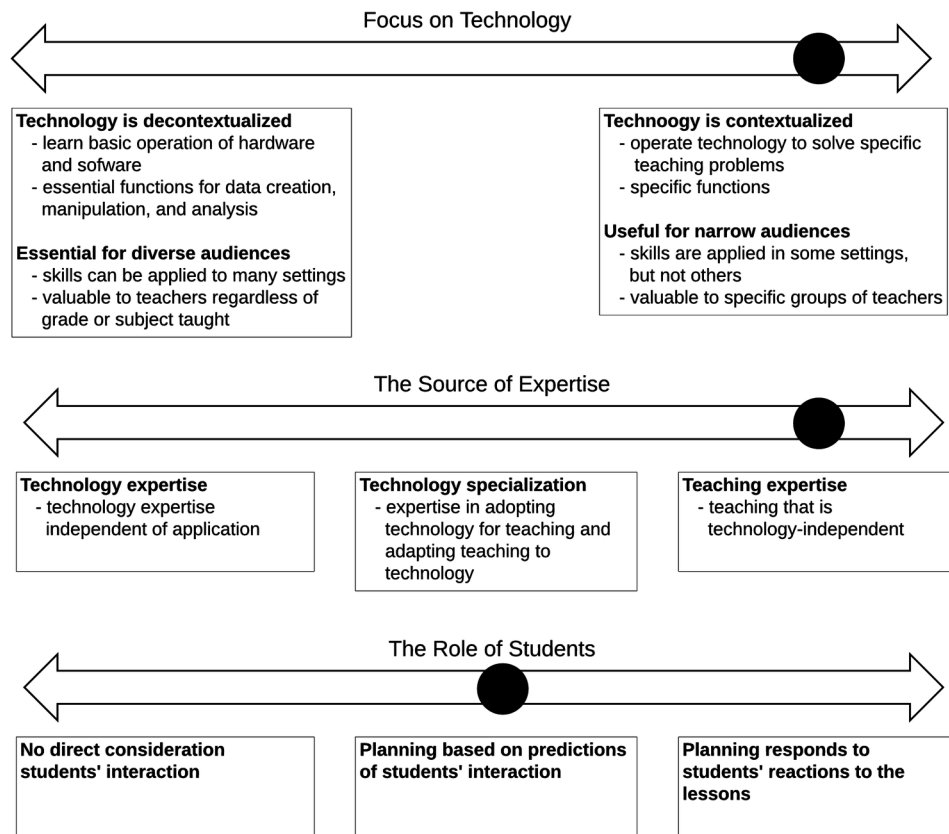 Focus on Technology
Technology is decontextualized
- learn basic operation of hardware
and sofware
- essential functions for data creation,
manipulation, and analysis
Essential for diverse audiences
- skills can be applied to many settings
- valuable to teachers regardless of
grade or subject taught
Technoogy is contextualized
- operate technology to solve specific
teaching problems
- specific functions
Useful for narrow audiences
- skills are applied in some settings,
but not others
- valuable to specific groups of teachers
The Source of Expertise
Technology expertise
- technology expertise
independent of application
Technology specialization
- expertise in adopting
technology for teaching and
adapting teaching to
technology
Teaching expertise
- teaching that is
technology-independent
The Role of Students
No direct consideration
students' interaction
Planning based on predictions
of students' interaction
Planning responds to
students' reactions to the
lessons